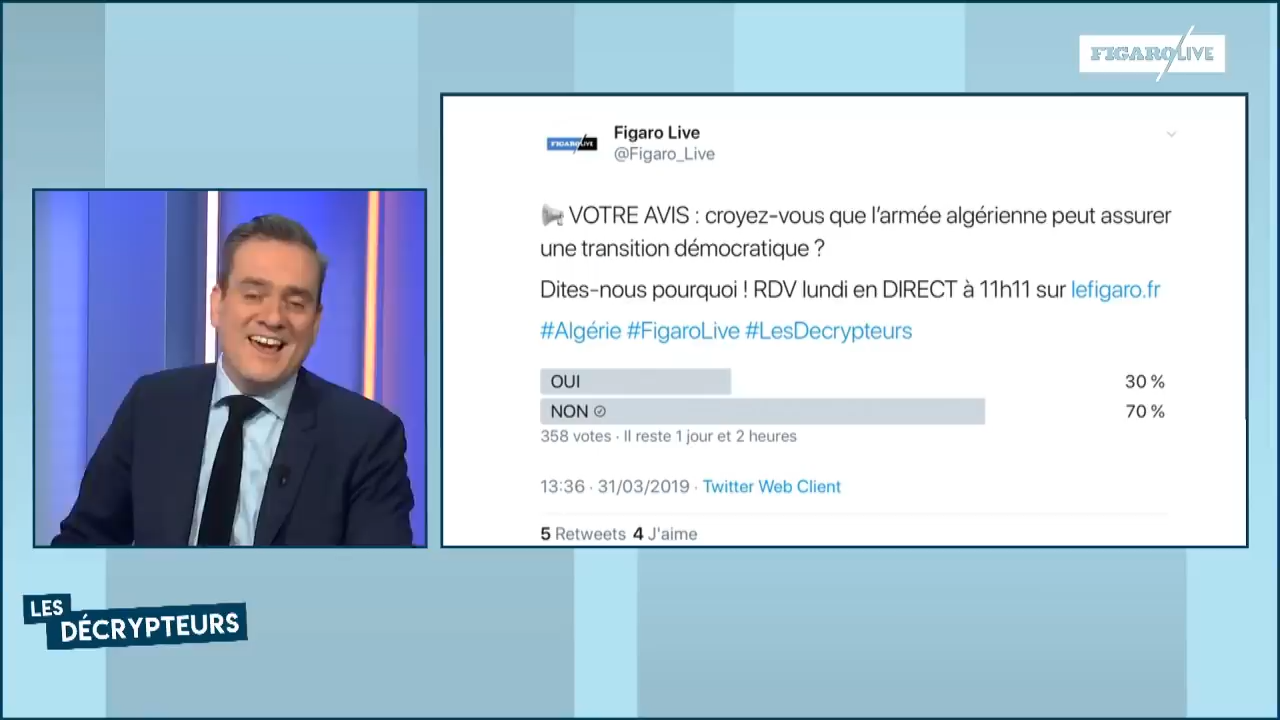 FIGARO LIVE
FIGARO LIVE
Figaro Live
@Figaro_Live
VOTRE AVIS : croyez-vous que l'armée algérienne peut assurer
une transition démocratique ?
Dites-nous pourquoi ! RDV lundi en DIRECT à 11h11 sur lefigaro.fr
#Algérie #FigaroLive #LesDecrypteurs
OUI 30 %
NON 70 %
358 votes · Il reste 1 jour et 2 heures
13:36 · 31/03/2019 · Twitter Web Client
5 Retweets 4 J'aime
LES
DÉCRYPTEURS